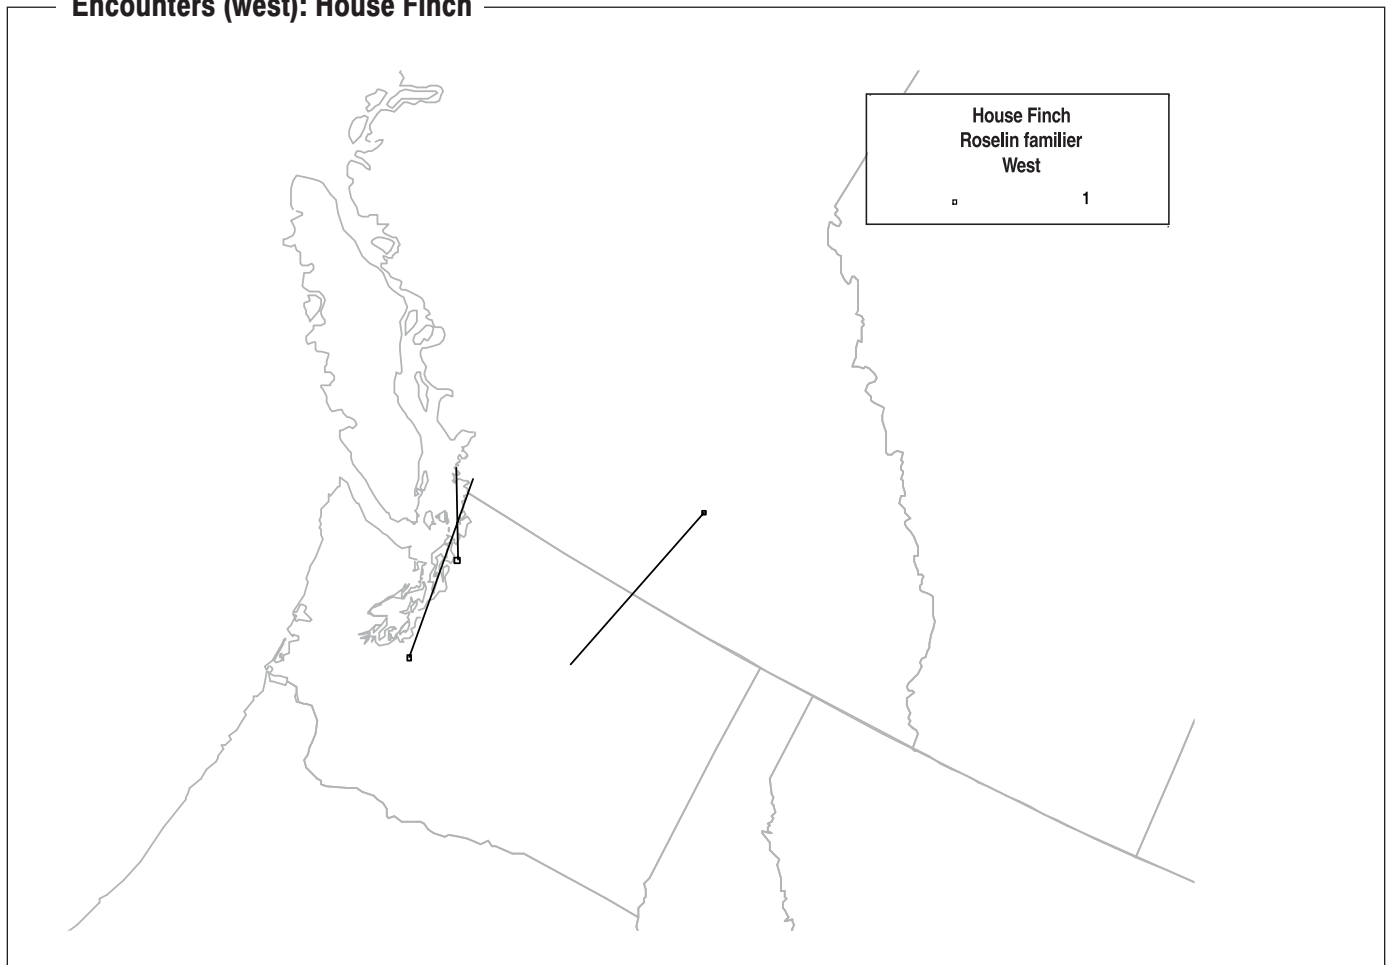 Encounters (west): House Finch
House Finch
Roselin familier
West
1